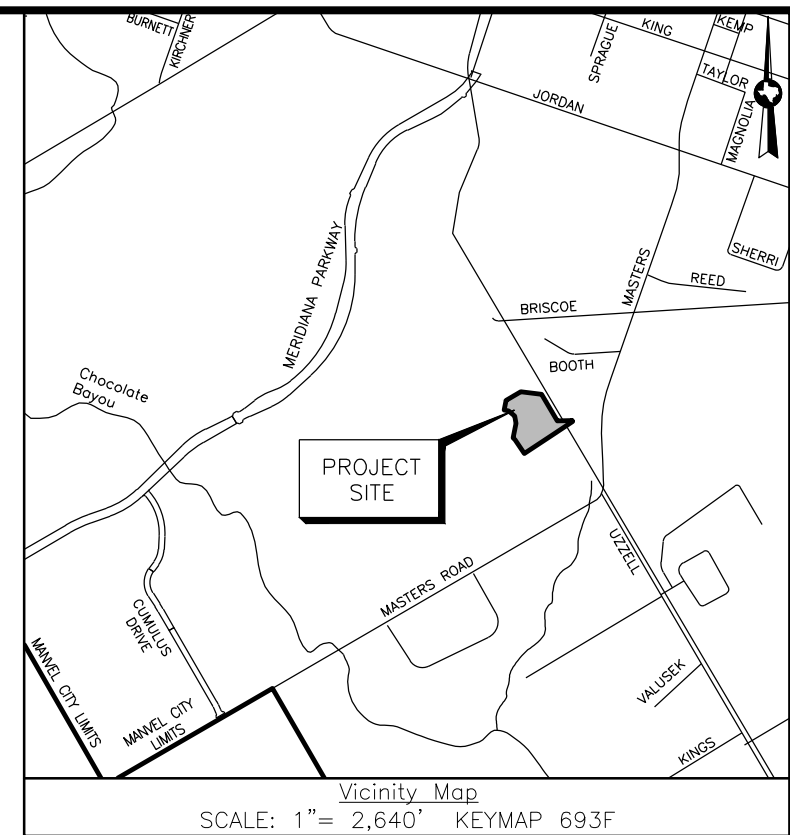 BURNETT
KIRCHNER
SPRAGUE
KING
KEMP
TAYLOR
MAGNOLIA
JORDAN
SHERRI
MERIDIANA PARKWAY
MASTERS
REED
BRISCOE
BOOTH
Chocolate
Bayou
PROJECT
SITE
UZZELL
MASTERS ROAD
CUMULUS
DRIVE
MANVEL CITY LIMITS
MANVEL CITY
LIMITS
VALUSEK
KINGS
Vicinity Map
SCALE: 1"= 2,640' KEYMAP 693F